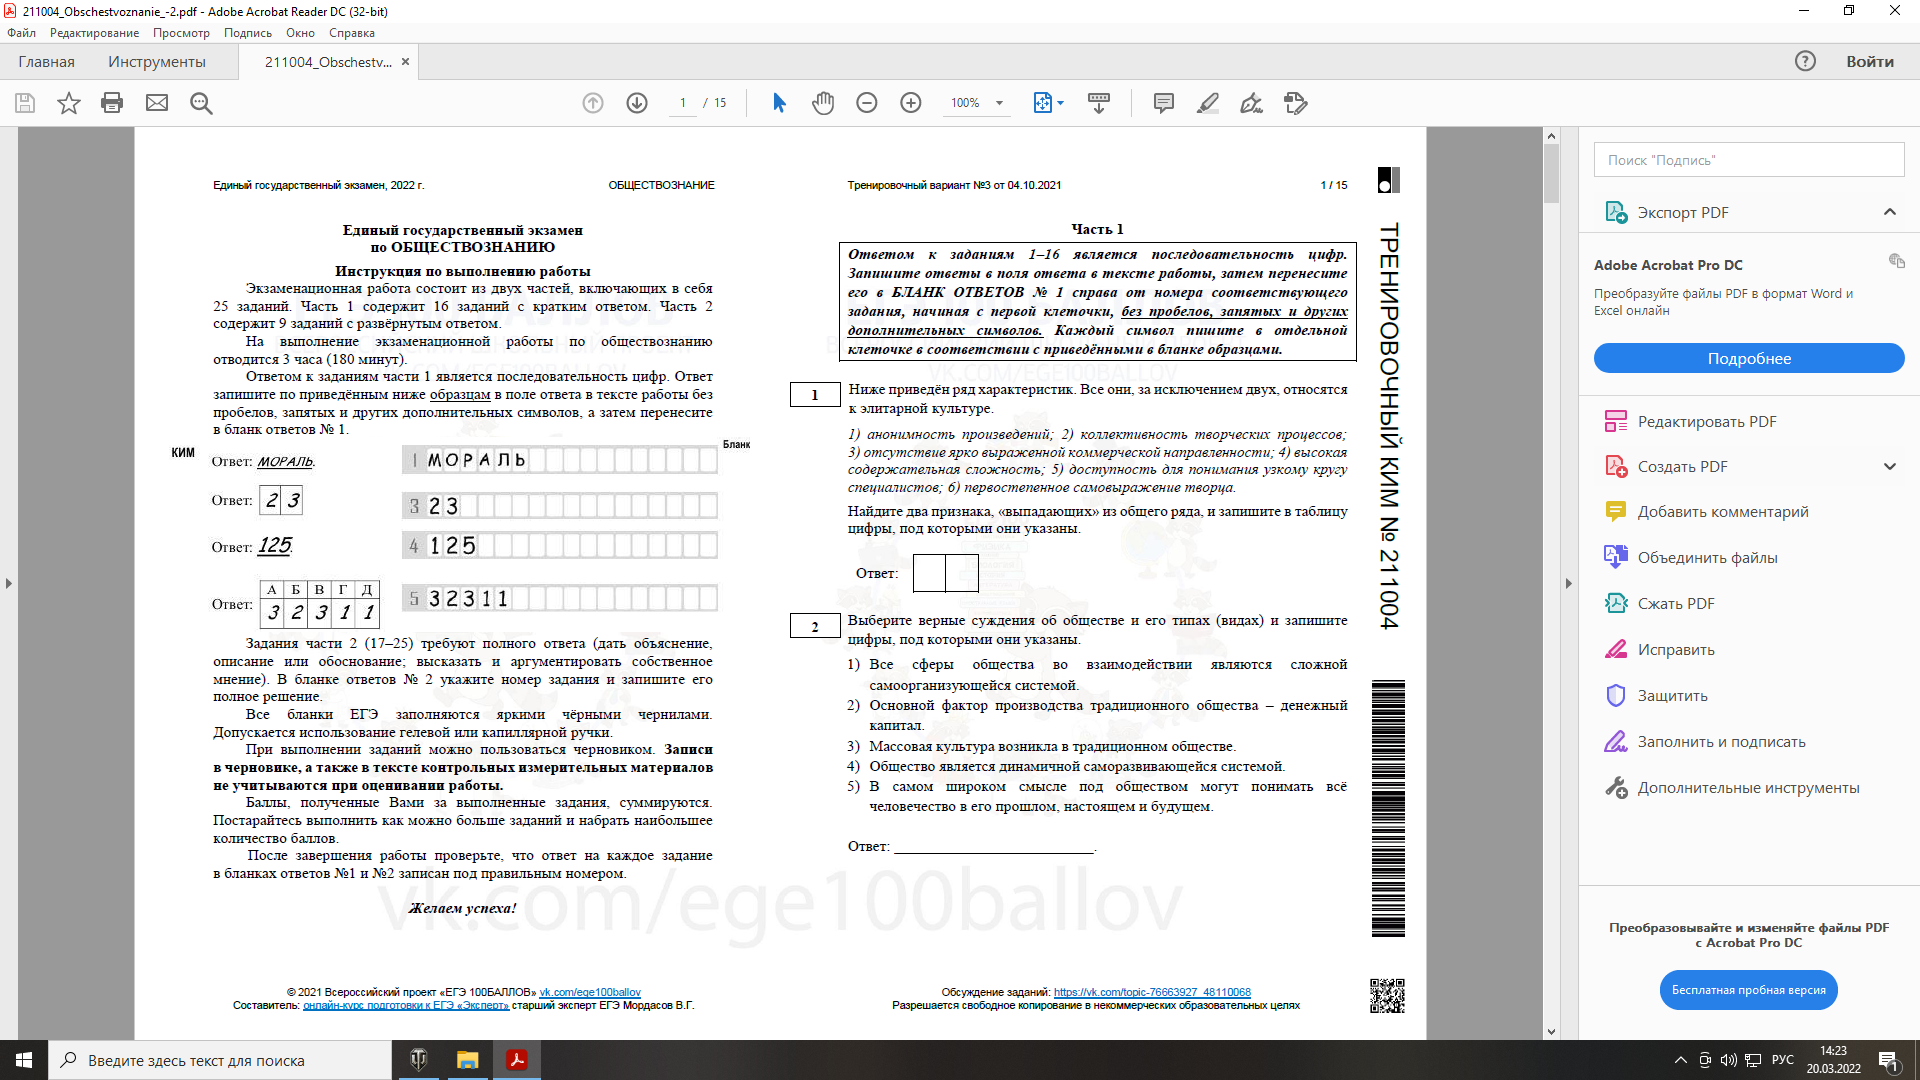 211004_Obschestvoznanie_-2.pdf - Adobe Acrobat Reader DC (32-bit)
Файл Редактирование Просмотр Подпись Окно Справка
Главная Инструменты 211004_Obschestv... × Войти
1 / 15 100%
Единый государственный экзамен, 2022 г. ОБЩЕСТВОЗНАНИЕ
Единый государственный экзамен
по ОБЩЕСТВОЗНАНИЮ
Инструкция по выполнению работы
Экзаменационная работа состоит из двух частей, включающих в себя
25 заданий. Часть 1 содержит 16 заданий с кратким ответом. Часть 2
содержит 9 заданий с развёрнутым ответом.
На выполнение экзаменационной работы по обществознанию
отводится 3 часа (180 минут).
Ответом к заданиям части 1 является последовательность цифр. Ответ
запишите по приведённым ниже образцам в поле ответа в тексте работы без
пробелов, запятых и других дополнительных символов, а затем перенесите
в бланк ответов № 1.
КИМ Бланк
Ответ: МОРАЛЬ. 1 МОРАЛЬ
Ответ: 2 3 3 23
Ответ: 125. 4 125
А Б В Г Д
Ответ: 3 2 3 1 1 5 32311
Задания части 2 (17–25) требуют полного ответа (дать объяснение,
описание или обоснование; высказать и аргументировать собственное
мнение). В бланке ответов № 2 укажите номер задания и запишите его
полное решение.
Все бланки ЕГЭ заполняются яркими чёрными чернилами.
Допускается использование гелевой или капиллярной ручки.
При выполнении заданий можно пользоваться черновиком. Записи
в черновике, а также в тексте контрольных измерительных материалов
не учитываются при оценивании работы.
Баллы, полученные Вами за выполненные задания, суммируются.
Постарайтесь выполнить как можно больше заданий и набрать наибольшее
количество баллов.
После завершения работы проверьте, что ответ на каждое задание
в бланках ответов №1 и №2 записан под правильным номером.
Желаем успеха!
vk.com/ege100ballov
© 2021 Всероссийский проект «ЕГЭ 100БАЛЛОВ» vk.com/ege100ballov
Составитель: онлайн-курс подготовки к ЕГЭ «Эксперт» старший эксперт ЕГЭ Мордасов В.Г.
Тренировочный вариант №3 от 04.10.2021 1 / 15
Часть 1
Ответом к заданиям 1–16 является последовательность цифр.
Запишите ответы в поля ответа в тексте работы, затем перенесите
его в БЛАНК ОТВЕТОВ № 1 справа от номера соответствующего
задания, начиная с первой клеточки, без пробелов, запятых и других
дополнительных символов. Каждый символ пишите в отдельной
клеточке в соответствии с приведёнными в бланке образцами.
VK.COM/EGE100BALLOV
1 Ниже приведён ряд характеристик. Все они, за исключением двух, относятся
к элитарной культуре.
1) анонимность произведений; 2) коллективность творческих процессов;
3) отсутствие ярко выраженной коммерческой направленности; 4) высокая
содержательная сложность; 5) доступность для понимания узкому кругу
специалистов; 6) первостепенное самовыражение творца.
Найдите два признака, «выпадающих» из общего ряда, и запишите в таблицу
цифры, под которыми они указаны.
Ответ:
2 Выберите верные суждения об обществе и его типах (видах) и запишите
цифры, под которыми они указаны.
1) Все сферы общества во взаимодействии являются сложной
самоорганизующейся системой.
2) Основной фактор производства традиционного общества – денежный
капитал.
3) Массовая культура возникла в традиционном обществе.
4) Общество является динамичной саморазвивающейся системой.
5) В самом широком смысле под обществом могут понимать всё
человечество в его прошлом, настоящем и будущем.
Ответ: ___________________________.
Обсуждение заданий: https://vk.com/topic-76663927_48110068
Разрешается свободное копирование в некоммерческих образовательных целях
ТРЕНИРОВОЧНЫЙ КИМ № 211004
Поиск "Подпись"
Экспорт PDF
Adobe Acrobat Pro DC
Преобразуйте файлы PDF в формат Word и
Excel онлайн
Подробнее
Редактировать PDF
Создать PDF
Добавить комментарий
Объединить файлы
Сжать PDF
Исправить
Защитить
Заполнить и подписать
Дополнительные инструменты
Преобразовывайте и изменяйте файлы PDF
с Acrobat Pro DC
Бесплатная пробная версия
Введите здесь текст для поиска
РУС
14:23
20.03.2022
1